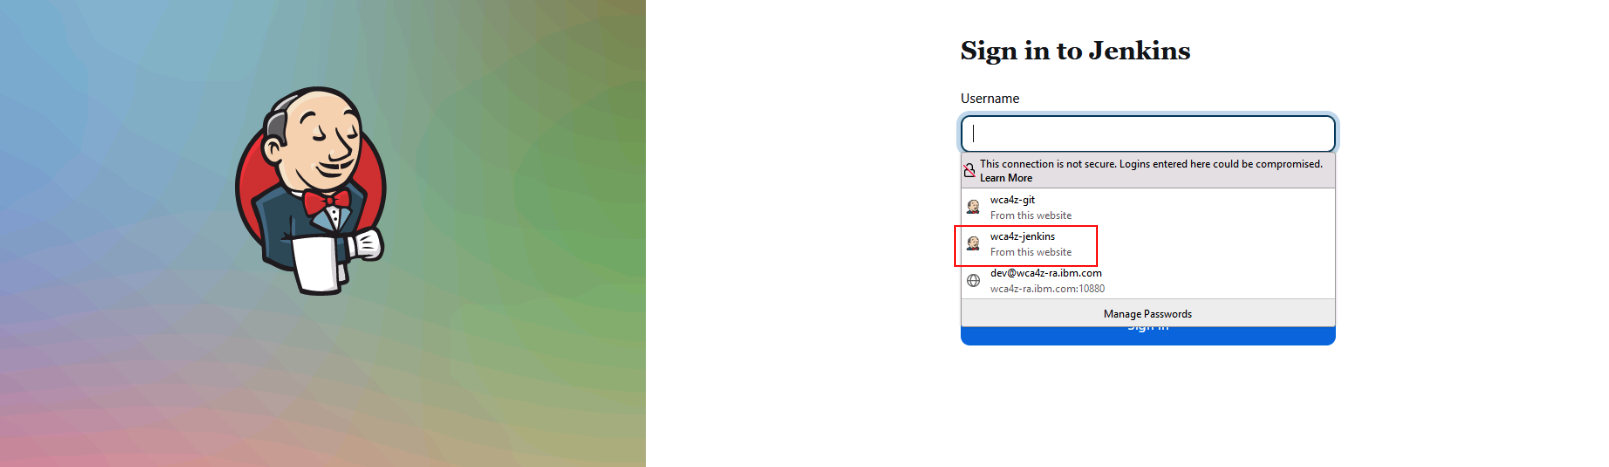 Sign in to Jenkins
Username
This connection is not secure. Logins entered here could be compromised.
Learn More
wca4z-git
From this website
wca4z-jenkins
From this website
dev@wca4z-ra.ibm.com
wca4z-ra.ibm.com:10880
Manage Passwords
Sign in